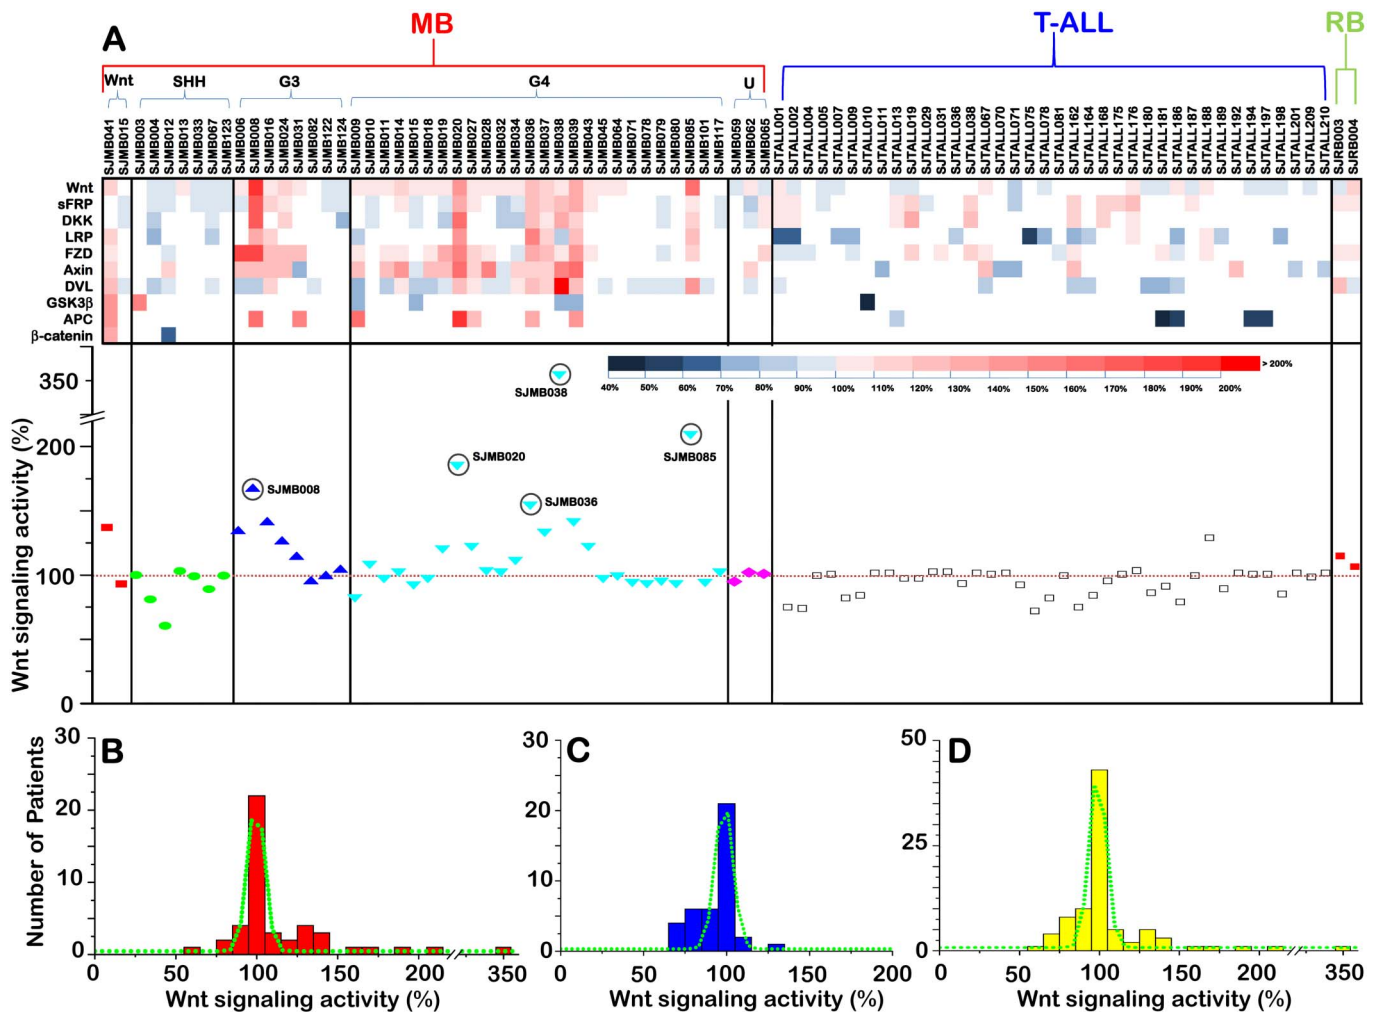 A
MB
T-ALL
RB
Wnt
SHH
G3
G4
U
SJMB041
SJMB015
SJMB003
SJMB004
SJMB012
SJMB013
SJMB033
SJMB097
SJMB123
SJMB006
SJMB008
SJMB016
SJMB024
SJMB031
SJMB082
SJMB122
SJMB124
SJMB009
SJMB010
SJMB011
SJMB014
SJMB015
SJMB018
SJMB019
SJMB020
SJMB027
SJMB028
SJMB032
SJMB034
SJMB036
SJMB037
SJMB038
SJMB039
SJMB043
SJMB045
SJMB064
SJMB071
SJMB078
SJMB079
SJMB080
SJMB085
SJMB101
SJMB117
SJMB059
SJMB062
SJMB065
SJTALL001
SJTALL002
SJTALL004
SJTALL005
SJTALL007
SJTALL009
SJTALL010
SJTALL011
SJTALL013
SJTALL019
SJTALL029
SJTALL031
SJTALL036
SJTALL038
SJTALL067
SJTALL070
SJTALL071
SJTALL075
SJTALL078
SJTALL081
SJTALL162
SJTALL164
SJTALL168
SJTALL175
SJTALL176
SJTALL180
SJTALL181
SJTALL186
SJTALL187
SJTALL188
SJTALL189
SJTALL192
SJTALL194
SJTALL197
SJTALL198
SJTALL201
SJTALL209
SJTALL210
SJRB003
SJRB004
Wnt
sFRP
DKK
LRP
FZD
Axin
DVL
GSK3β
APC
β-catenin
40% 50% 60% 70% 80% 90% 100% 110% 120% 130% 140% 150% 160% 170% 180% 190% 200% > 200%
Wnt signaling activity (%)
350
200
100
0
SJMB038
SJMB020
SJMB085
SJMB008
SJMB036
B
Number of Patients
30
20
10
0
0 50 100 150 200 350
Wnt signaling activity (%)
C
30
20
10
0
0 50 100 150 200
Wnt signaling activity (%)
D
50
25
0
0 50 100 150 200 350
Wnt signaling activity (%)